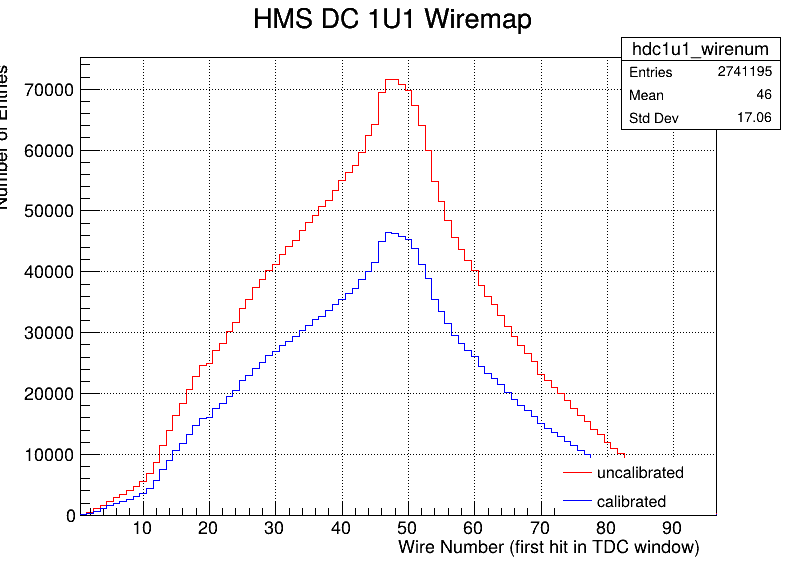 HMS DC 1U1 Wiremap
hdc1u1_wirenum
Entries 2741195
Mean 46
Std Dev 17.06
Number of Entries
70000
60000
50000
40000
30000
20000
10000
0
uncalibrated
calibrated
10 20 30 40 50 60 70 80 90
Wire Number (first hit in TDC window)